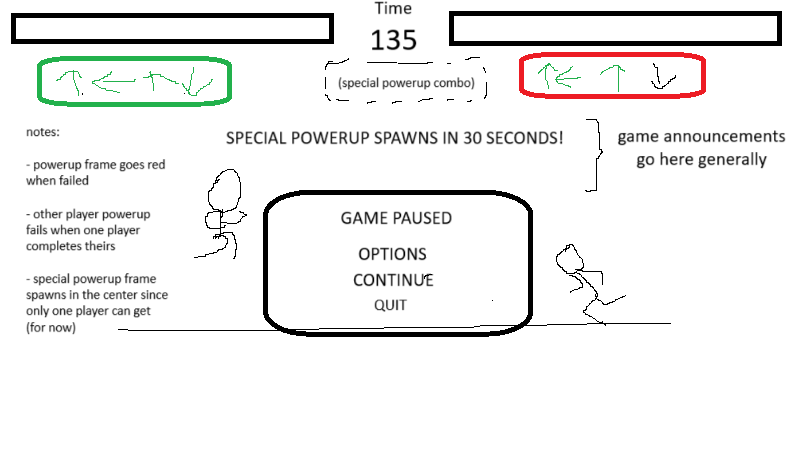 Time
135
(special powerup combo)
SPECIAL POWERUP SPAWNS IN 30 SECONDS!
game announcements
go here generally
notes:
- powerup frame goes red
when failed
- other player powerup
fails when one player
completes theirs
- special powerup frame
spawns in the center since
only one player can get
(for now)
GAME PAUSED
OPTIONS
CONTINUE
QUIT